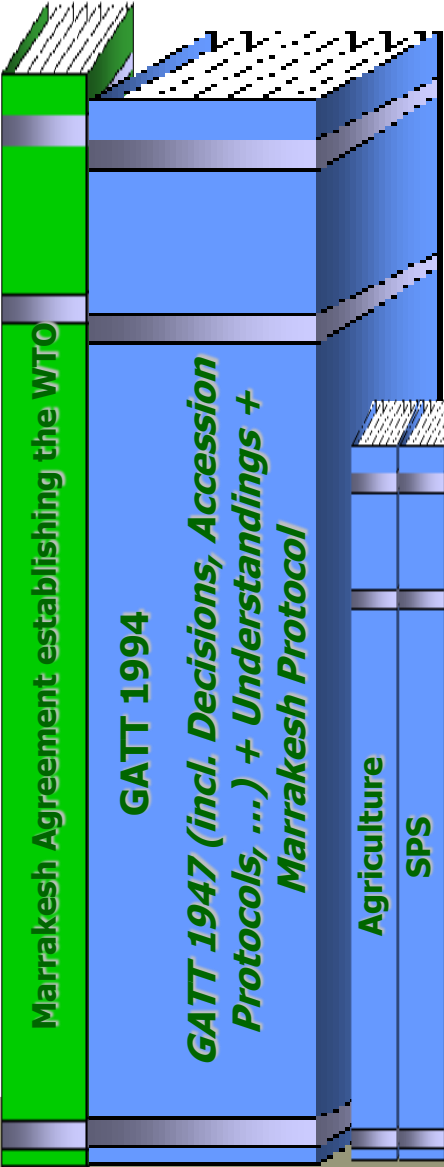 Marrakesh Agreement establishing the WTO
GATT 1994
GATT 1947 (incl. Decisions, Accession
Protocols, ...) + Understandings +
Marrakesh Protocol
Agriculture
SPS